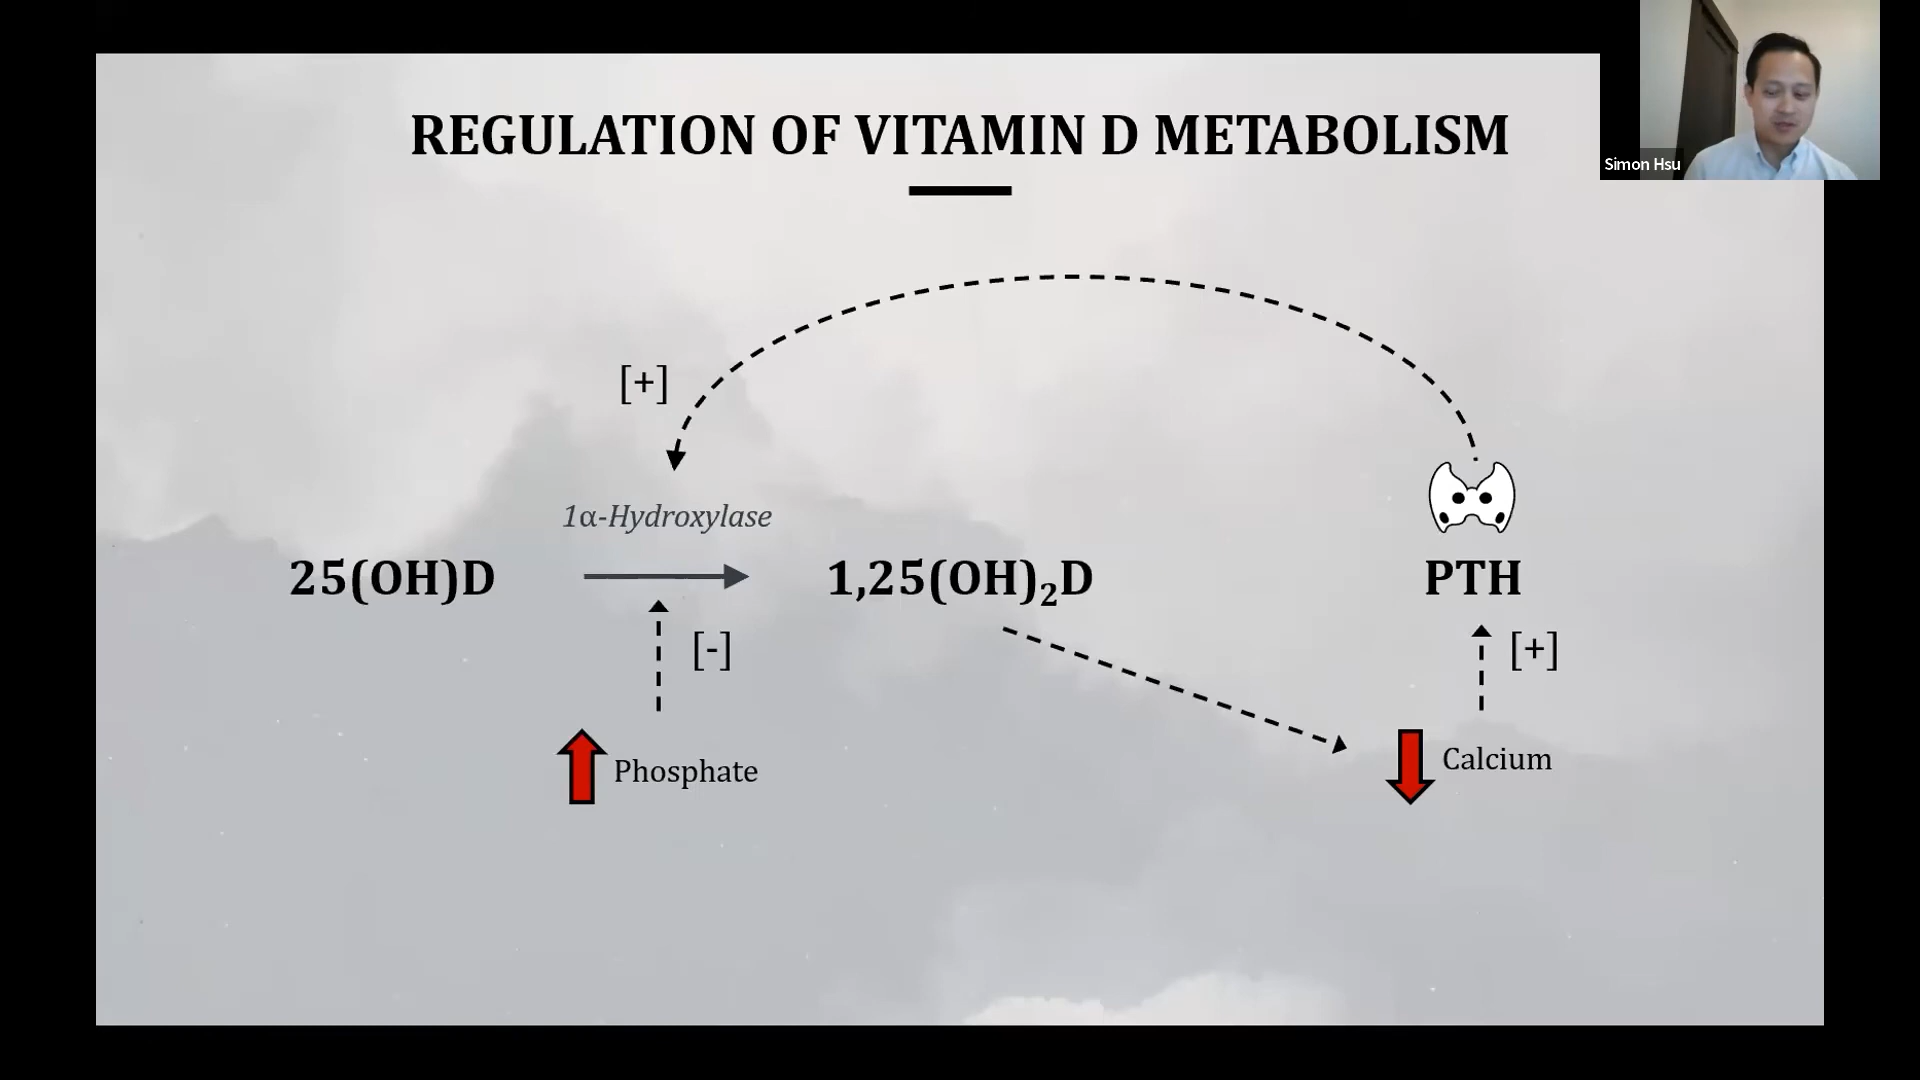 Simon Hsu
REGULATION OF VITAMIN D METABOLISM
[+]
1α-Hydroxylase
25(OH)D
1,25(OH)₂D
PTH
[-]
[+]
Phosphate
Calcium